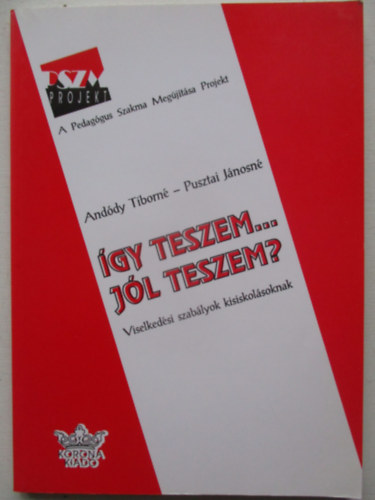 PSZM
PROJEKT
A Pedagógus Szakma Megújítása Projekt
Andódy Tiborné – Pusztai Jánosné
ÍGY TESZEM...
JÓL TESZEM?
Viselkedési szabályok kisiskolásoknak
KORONA
KIADÓ